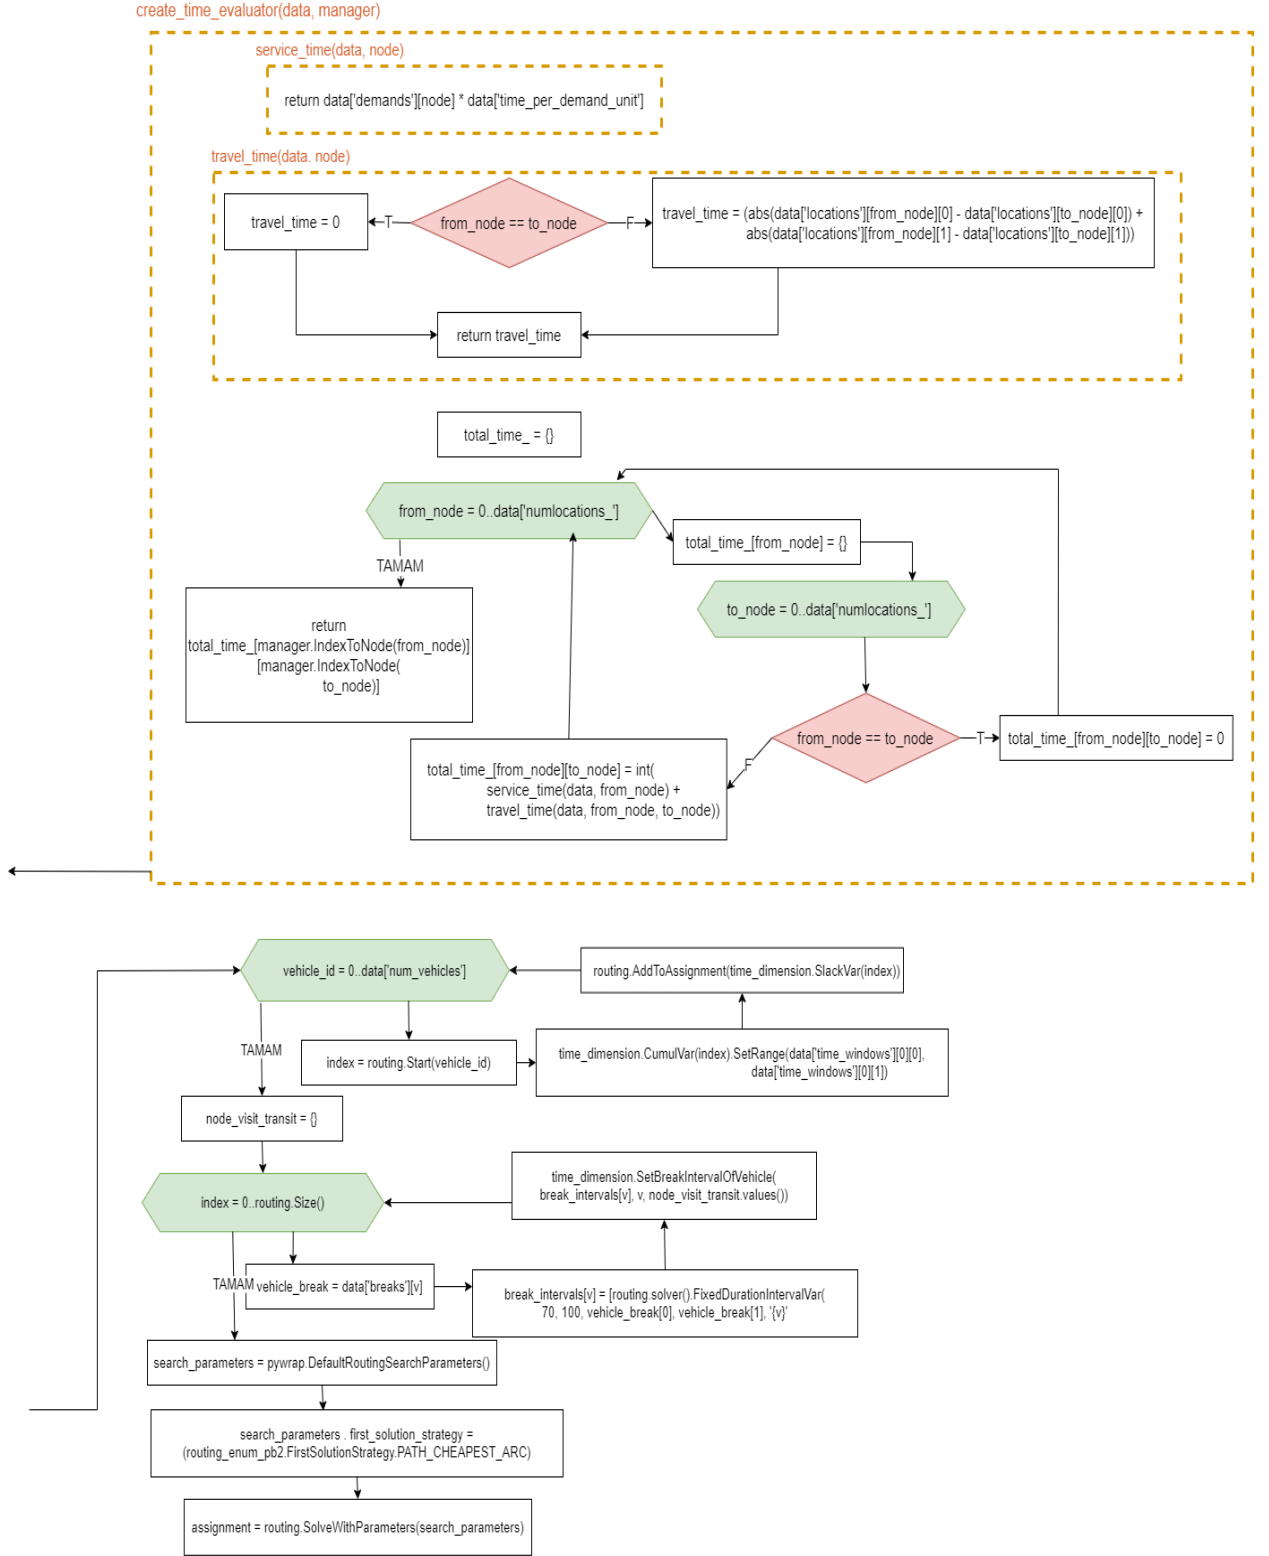 create_time_evaluator(data, manager)
service_time(data, node)
return data['demands'][node] * data['time_per_demand_unit']
travel_time(data. node)
travel_time = 0
T
from_node == to_node
F
travel_time = (abs(data['locations'][from_node][0] - data['locations'][to_node][0]) +
abs(data['locations'][from_node][1] - data['locations'][to_node][1]))
return travel_time
total_time_ = {}
from_node = 0..data['numlocations_']
total_time_[from_node] = {}
TAMAM
to_node = 0..data['numlocations_']
return
total_time_[manager.IndexToNode(from_node)]
[manager.IndexToNode(
to_node)]
from_node == to_node
T
total_time_[from_node][to_node] = 0
F
total_time_[from_node][to_node] = int(
service_time(data, from_node) +
travel_time(data, from_node, to_node))
vehicle_id = 0..data['num_vehicles']
routing.AddToAssignment(time_dimension.SlackVar(index))
TAMAM
index = routing.Start(vehicle_id)
time_dimension.CumulVar(index).SetRange(data['time_windows'][0][0],
data['time_windows'][0][1])
node_visit_transit = {}
index = 0..routing.Size()
time_dimension.SetBreakIntervalOfVehicle(
break_intervals[v], v, node_visit_transit.values())
TAMAM
vehicle_break = data['breaks'][v]
break_intervals[v] = [routing.solver().FixedDurationIntervalVar(
70, 100, vehicle_break[0], vehicle_break[1], '{v}'
search_parameters = pywrap.DefaultRoutingSearchParameters()
search_parameters . first_solution_strategy =
(routing_enum_pb2.FirstSolutionStrategy.PATH_CHEAPEST_ARC)
assignment = routing.SolveWithParameters(search_parameters)